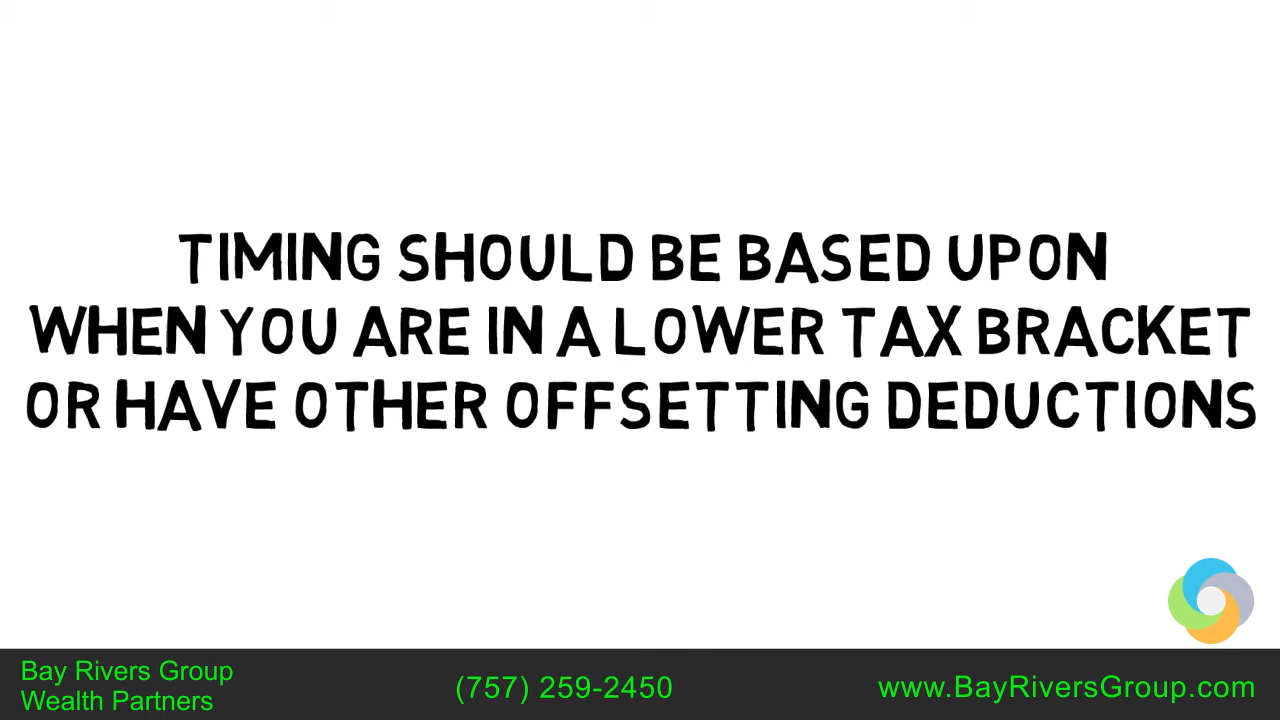 TIMING SHOULD BE BASED UPON
WHEN YOU ARE IN A LOWER TAX BRACKET
OR HAVE OTHER OFFSETTING DEDUCTIONS
Bay Rivers Group
Wealth Partners
(757) 259-2450
www.BayRiversGroup.com